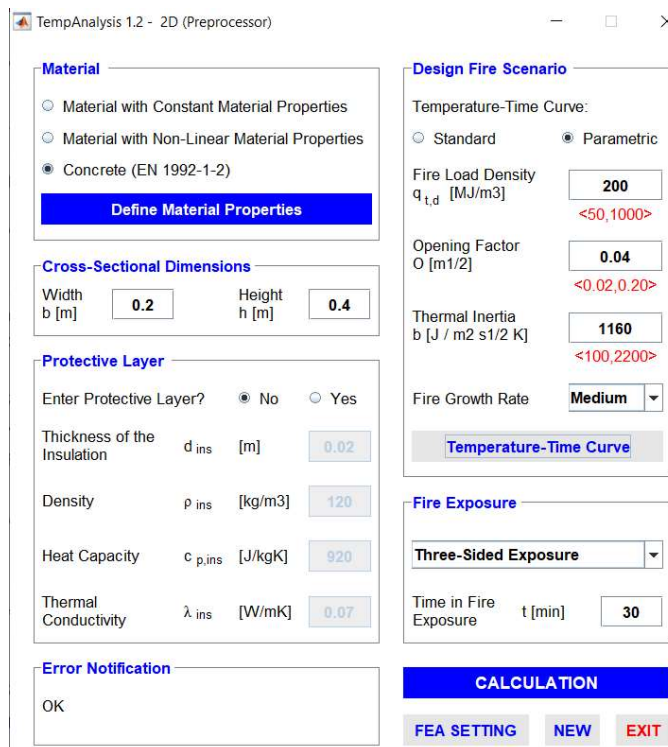 TempAnalysis 1.2 - 2D (Preprocessor)
Material
Material with Constant Material Properties
Material with Non-Linear Material Properties
Concrete (EN 1992-1-2)
Define Material Properties
Cross-Sectional Dimensions
Width
b [m]
0.2
Height
h [m]
0.4
Protective Layer
Enter Protective Layer?
No
Yes
Thickness of the
Insulation
d ins
[m]
0.02
Density
ρ ins
[kg/m3]
120
Heat Capacity
c p,ins
[J/kgK]
920
Thermal
Conductivity
λ ins
[W/mK]
0.07
Error Notification
OK
Design Fire Scenario
Temperature-Time Curve:
Standard
Parametric
Fire Load Density
q t,d [MJ/m3]
200
<50,1000>
Opening Factor
O [m1/2]
0.04
<0.02,0.20>
Thermal Inertia
b [J / m2 s1/2 K]
1160
<100,2200>
Fire Growth Rate
Medium
Temperature-Time Curve
Fire Exposure
Three-Sided Exposure
Time in Fire
Exposure
t [min]
30
CALCULATION
FEA SETTING
NEW
EXIT